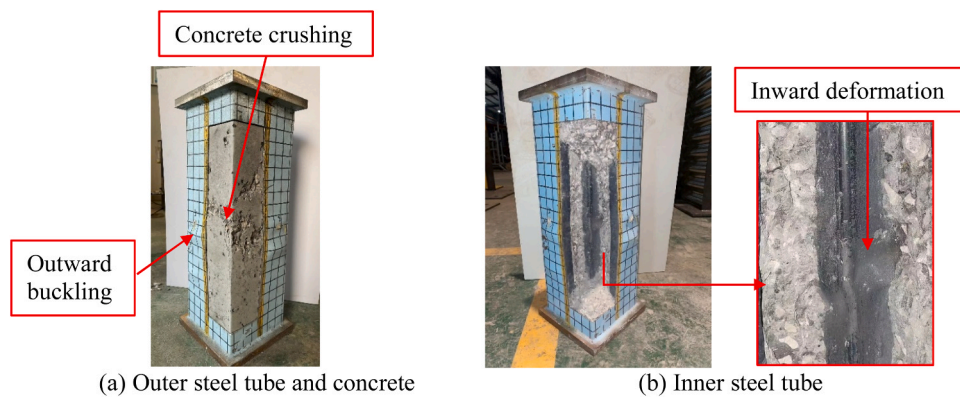 Concrete crushing
Outward
buckling
(a) Outer steel tube and concrete
Inward deformation
(b) Inner steel tube